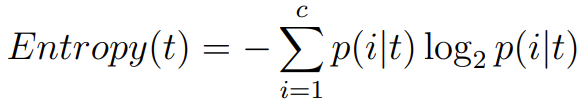 Entropy(t) = − ∑_{i=1}^{c} p(i|t) log₂ p(i|t)